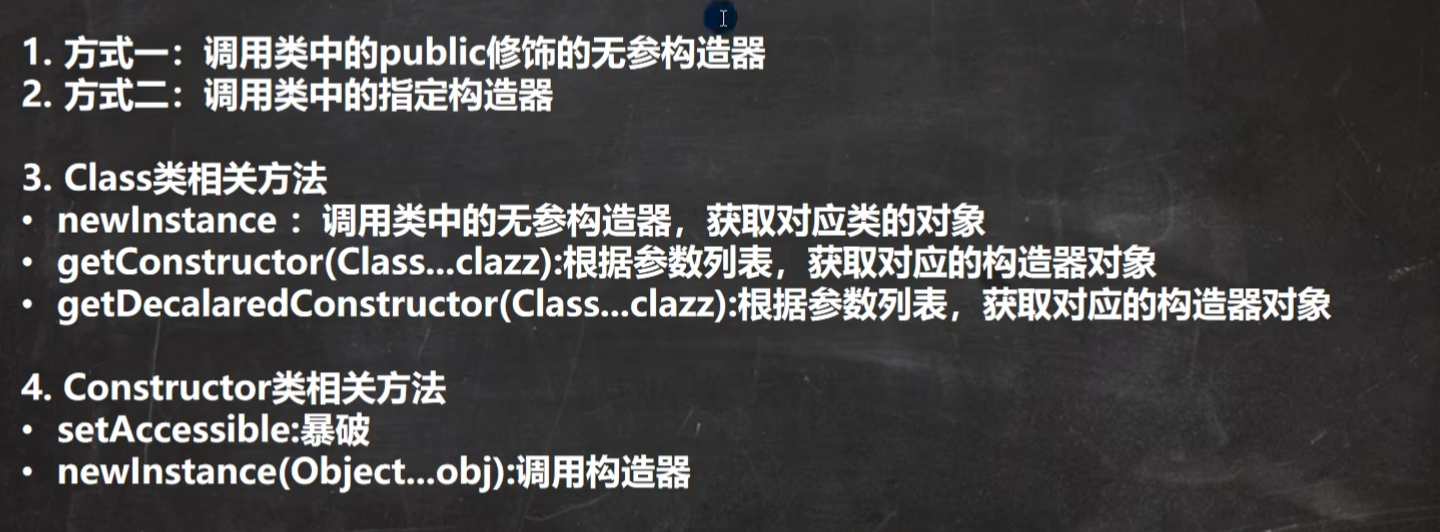 1. 方式一：调用类中的public修饰的无参构造器
2. 方式二：调用类中的指定构造器
3. Class类相关方法
• newInstance ：调用类中的无参构造器，获取对应类的对象
• getConstructor(Class...clazz):根据参数列表，获取对应的构造器对象
• getDecalaredConstructor(Class...clazz):根据参数列表，获取对应的构造器对象
4. Constructor类相关方法
• setAccessible:暴破
• newInstance(Object...obj):调用构造器